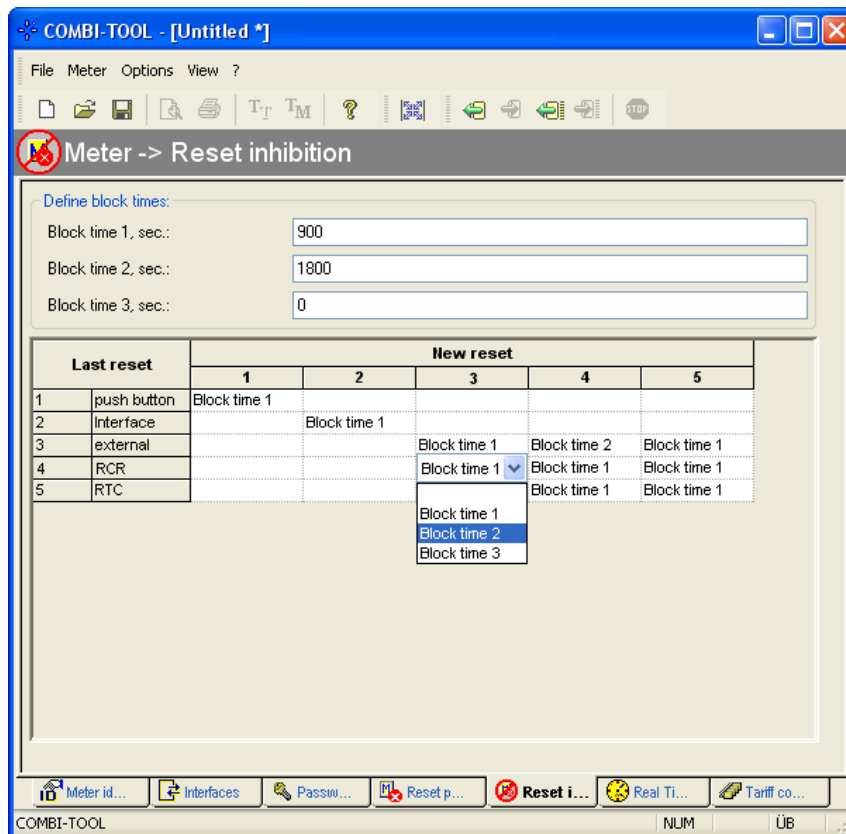 COMBI-TOOL - [Untitled *]
File Meter Options View ?
T T T M ?
STOP
M Meter -> Reset inhibition
Define block times:
Block time 1, sec.: 900
Block time 2, sec.: 1800
Block time 3, sec.: 0
Last reset New reset
1 2 3 4 5
1 push button Block time 1
2 Interface Block time 1
3 external Block time 1 Block time 2 Block time 1
4 RCR Block time 1 Block time 1 Block time 1
5 RTC Block time 1 Block time 1
Block time 1
Block time 2
Block time 3
ID Meter id... Interfaces Passw... M Reset p... Reset i... Real Ti... Tariff co...
COMBI-TOOL NUM ÜB